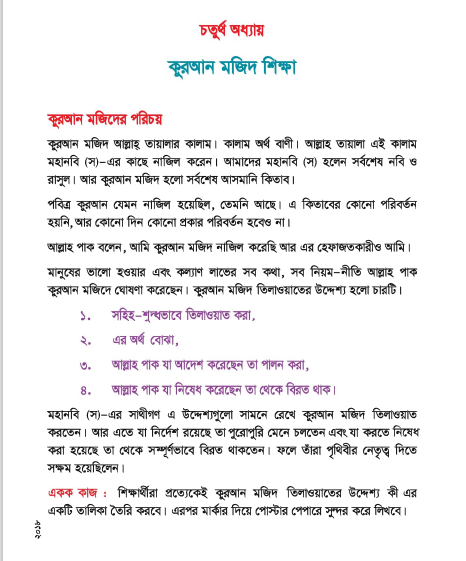 চতুর্থ অধ্যায়
কুরআন মজিদ শিক্ষা
কুরআন মজিদের পরিচয়
কুরআন মজিদ আল্লাহ্ তায়ালার কালাম। কালাম অর্থ বাণী। আল্লাহ তায়ালা এই কালাম
মহানবি (স)-এর কাছে নাজিল করেন। আমাদের মহানবি (স) হলেন সর্বশেষ নবি ও
রাসুল। আর কুরআন মজিদ হলো সর্বশেষ আসমানি কিতাব।
পবিত্র কুরআন যেমন নাজিল হয়েছিল, তেমনি আছে। এ কিতাবের কোনো পরিবর্তন
হয়নি, আর কোনো দিন কোনো প্রকার পরিবর্তন হবেও না।
আল্লাহ পাক বলেন, আমি কুরআন মজিদ নাজিল করেছি আর এর হেফাজতকারীও আমি।
মানুষের ভালো হওয়ার এবং কল্যাণ লাভের সব কথা, সব নিয়ম-নীতি আল্লাহ পাক
কুরআন মজিদে ঘোষণা করেছেন। কুরআন মজিদ তিলাওয়াতের উদ্দেশ্য হলো চারটি।
১. সহিহ-শুদ্ধভাবে তিলাওয়াত করা,
২. এর অর্থ বোঝা,
৩. আল্লাহ পাক যা আদেশ করেছেন তা পালন করা,
৪. আল্লাহ পাক যা নিষেধ করেছেন তা থেকে বিরত থাক।
মহানবি (স)-এর সাথীগণ এ উদ্দেশ্যগুলো সামনে রেখে কুরআন মজিদ তিলাওয়াত
করতেন। আর এতে যা নির্দেশ রয়েছে তা পুরোপুরি মেনে চলতেন এবং যা করতে নিষেধ
করা হয়েছে তা থেকে সম্পূর্ণভাবে বিরত থাকতেন। ফলে তাঁরা পৃথিবীর নেতৃত্ব দিতে
সক্ষম হয়েছিলেন।
একক কাজ : শিক্ষার্থীরা প্রত্যেকেই কুরআন মজিদ তিলাওয়াতের উদ্দেশ্য কী এর
একটি তালিকা তৈরি করবে। এরপর মার্কার দিয়ে পোস্টার পেপারে সুন্দর করে লিখবে।
২০১৮